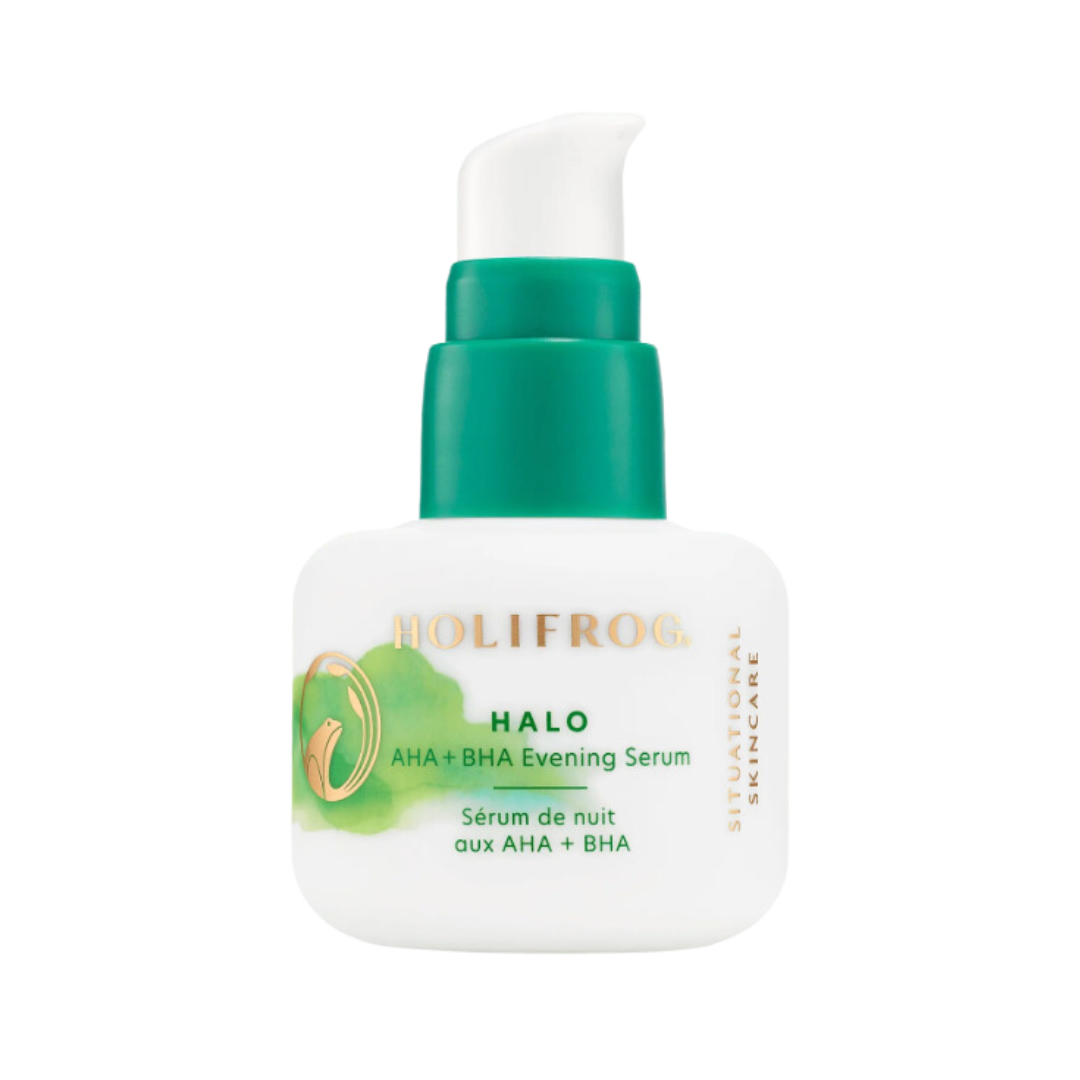 HOLIFROG
HALO
AHA + BHA Evening Serum
Sérum de nuit
aux AHA + BHA
SITUATIONAL
SKINCARE